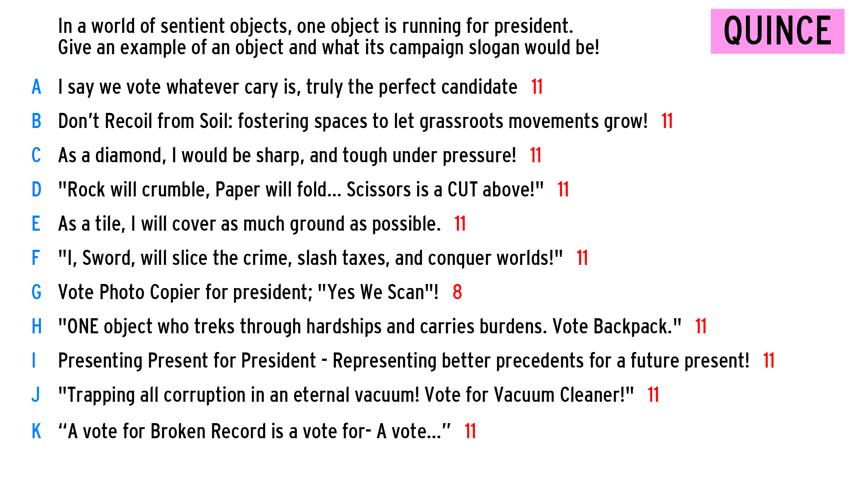 In a world of sentient objects, one object is running for president.
Give an example of an object and what its campaign slogan would be!
QUINCE
A I say we vote whatever cary is, truly the perfect candidate 11
B Don't Recoil from Soil: fostering spaces to let grassroots movements grow! 11
C As a diamond, I would be sharp, and tough under pressure! 11
D "Rock will crumble, Paper will fold... Scissors is a CUT above!" 11
E As a tile, I will cover as much ground as possible. 11
F "I, Sword, will slice the crime, slash taxes, and conquer worlds!" 11
G Vote Photo Copier for president; "Yes We Scan"! 8
H "ONE object who treks through hardships and carries burdens. Vote Backpack." 11
I Presenting Present for President - Representing better precedents for a future present! 11
J "Trapping all corruption in an eternal vacuum! Vote for Vacuum Cleaner!" 11
K “A vote for Broken Record is a vote for- A vote...” 11